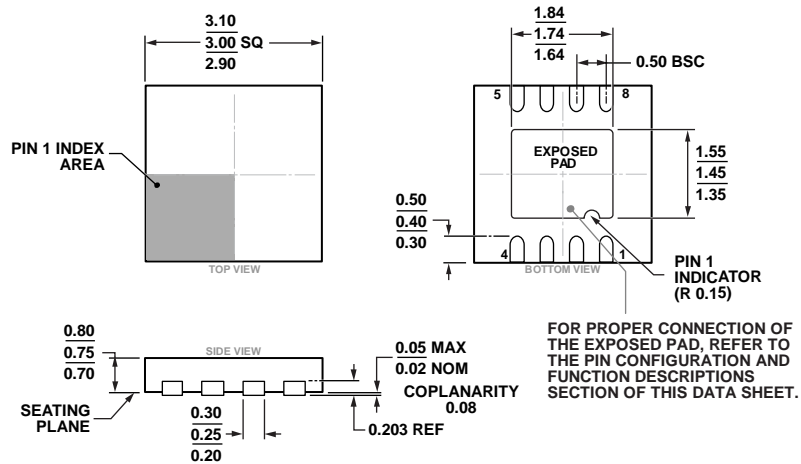 3.10
3.00 SQ
2.90
1.84
1.74
1.64
0.50 BSC
5
8
PIN 1 INDEX
AREA
EXPOSED
PAD
1.55
1.45
1.35
0.50
0.40
0.30
TOP VIEW
4
1
BOTTOM VIEW
PIN 1
INDICATOR
(R 0.15)
FOR PROPER CONNECTION OF
THE EXPOSED PAD, REFER TO
THE PIN CONFIGURATION AND
FUNCTION DESCRIPTIONS
SECTION OF THIS DATA SHEET.
0.80
0.75
0.70
SIDE VIEW
0.05 MAX
0.02 NOM
COPLANARITY
0.08
SEATING
PLANE
0.30
0.25
0.20
0.203 REF